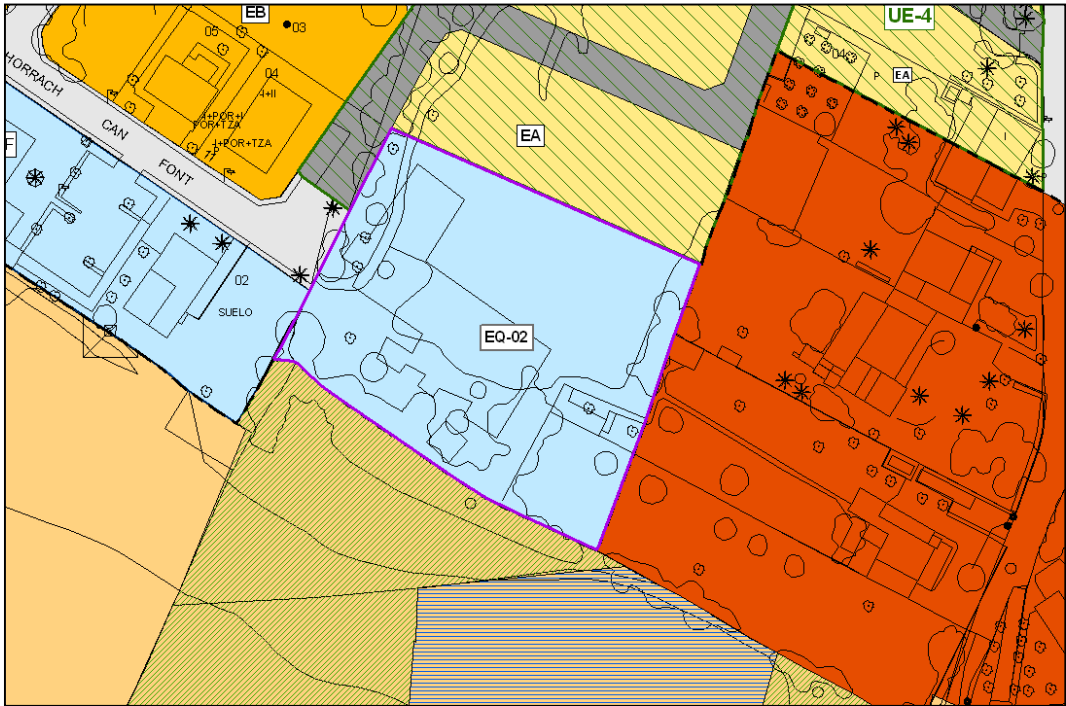 EB
03
UE-4
05
04
04
P
EA
4+II
HORRACH
CAN
FONT
4+POR+I
POR+TZA
I+POR+TZA
EA
I
P
F
02
SUELO
EQ-02